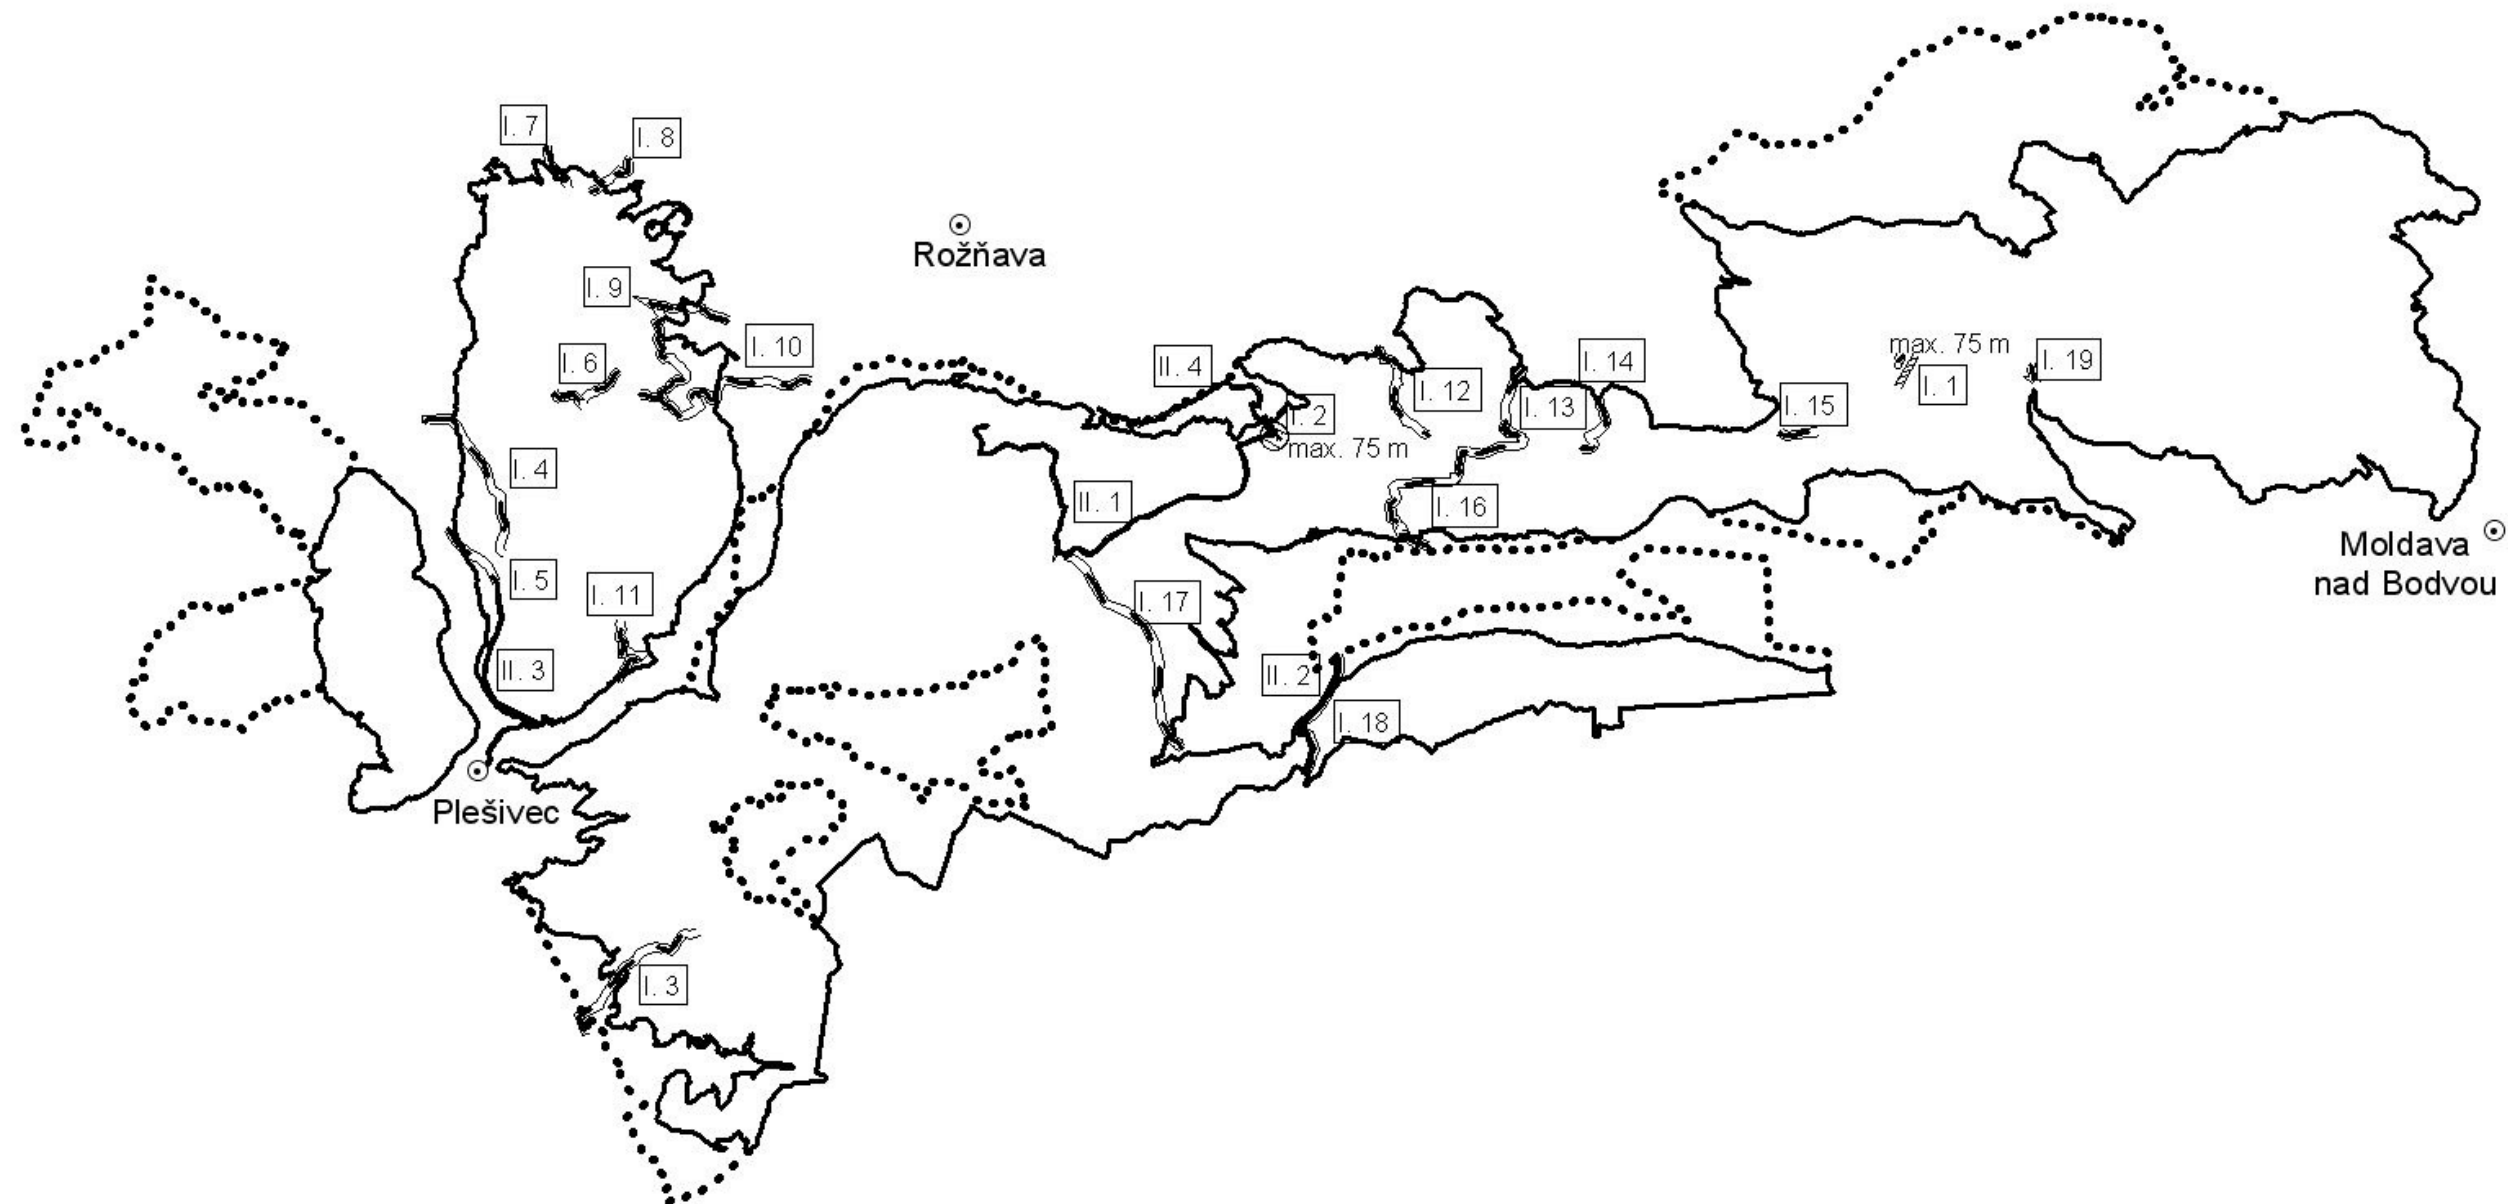 I. 7
I. 8
Rožňava
I. 9
I. 10
I. 6
II. 4
I. 12
I. 2
max. 75 m
I. 13
I. 14
I. 15
max. 75 m
I. 1
I. 19
I. 4
II. 1
I. 16
I. 5
I. 11
I. 17
Moldava
nad Bodvou
II. 3
II. 2
I. 18
Plešivec
I. 3